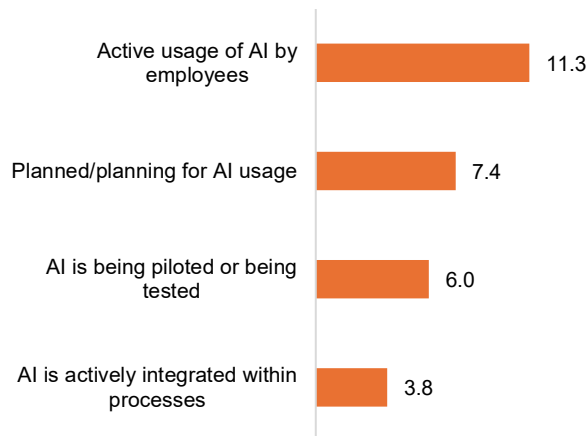 Active usage of AI by
employees
11.3
Planned/planning for AI usage
7.4
AI is being piloted or being
tested
6.0
AI is actively integrated within
processes
3.8